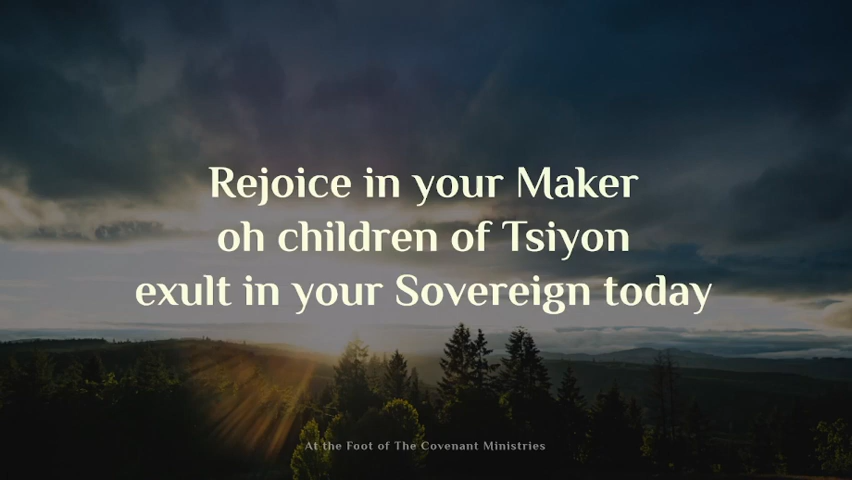 Rejoice in your Maker
oh children of Tsiyon
exult in your Sovereign today
At the Foot of The Covenant Ministries